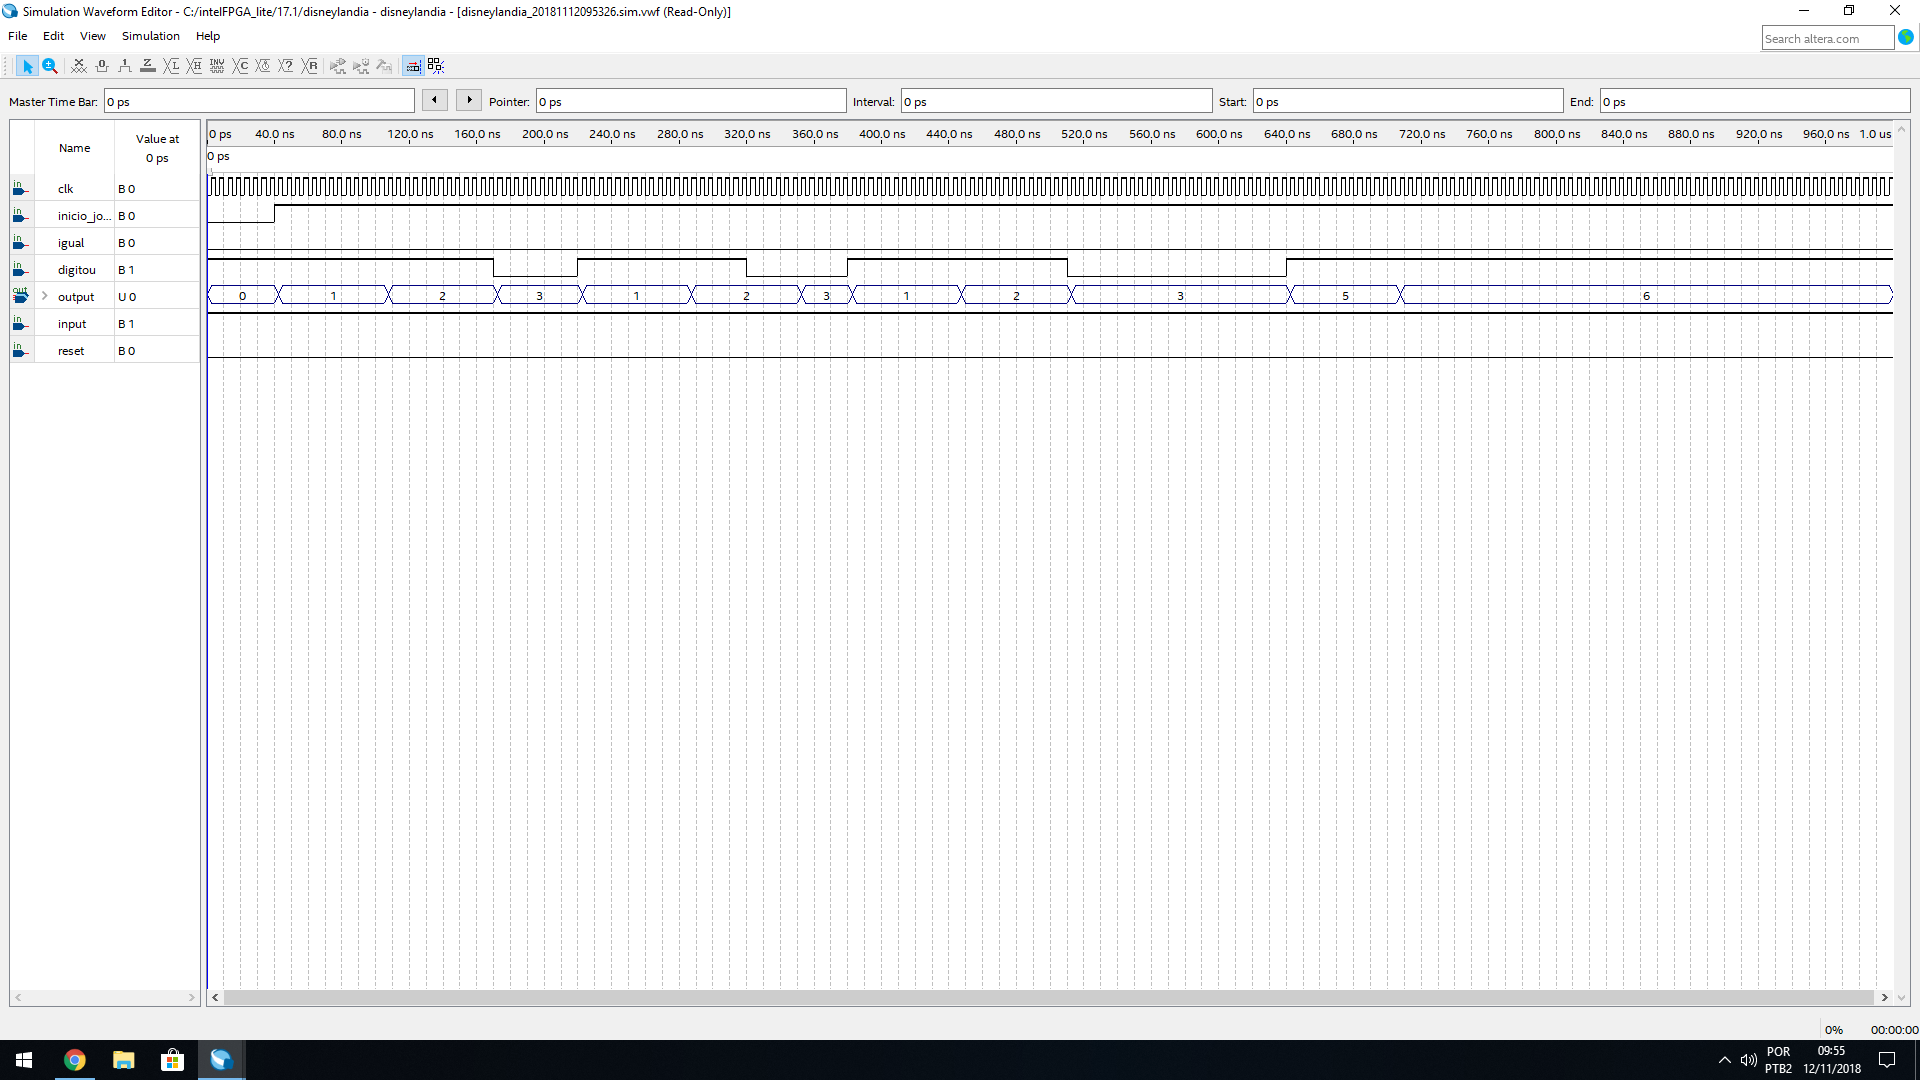 Simulation Waveform Editor - C:/intelFPGA_lite/17.1/disneylandia - disneylandia - [disneylandia_20181112095326.sim.vwf (Read-Only)]
File Edit View Simulation Help
Search altera.com
Master Time Bar: 0 ps Pointer: 0 ps Interval: 0 ps Start: 0 ps End: 0 ps
Name Value at 0 ps
0 ps 40.0 ns 80.0 ns 120.0 ns 160.0 ns 200.0 ns 240.0 ns 280.0 ns 320.0 ns 360.0 ns 400.0 ns 440.0 ns 480.0 ns 520.0 ns 560.0 ns 600.0 ns 640.0 ns 680.0 ns 720.0 ns 760.0 ns 800.0 ns 840.0 ns 880.0 ns 920.0 ns 960.0 ns 1.0 us
0 ps
in clk B 0
in inicio_jo... B 0
in igual B 0
in digitou B 1
out output U 0 0 1 2 3 1 2 3 1 2 3 5 6
in input B 1
in reset B 0
0% 00:00:00
POR 09:55
PTB2 12/11/2018